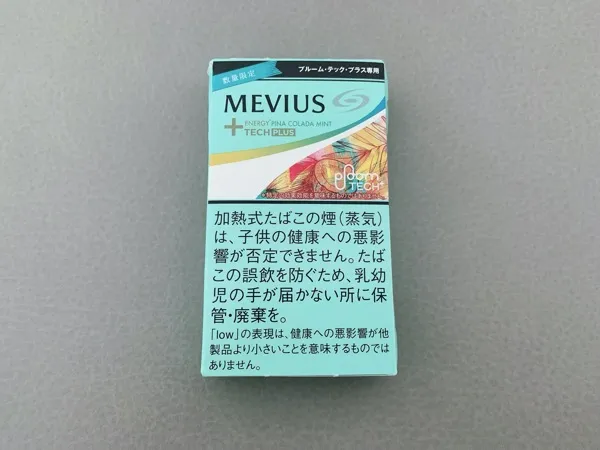 数量限定
プルーム・テック・プラス専用
MEVIUS
ENERGY PINA COLADA MINT
TECH PLUS
Ploom
TECH+
加熱式たばこの煙(蒸気)
は、子供の健康への悪影
響が否定できません。たば
この誤飲を防ぐため、乳幼
児の手が届かない所に保
管・廃棄を。
「low」の表現は、健康への悪影響が他
製品より小さいことを意味するものでは
ありません。